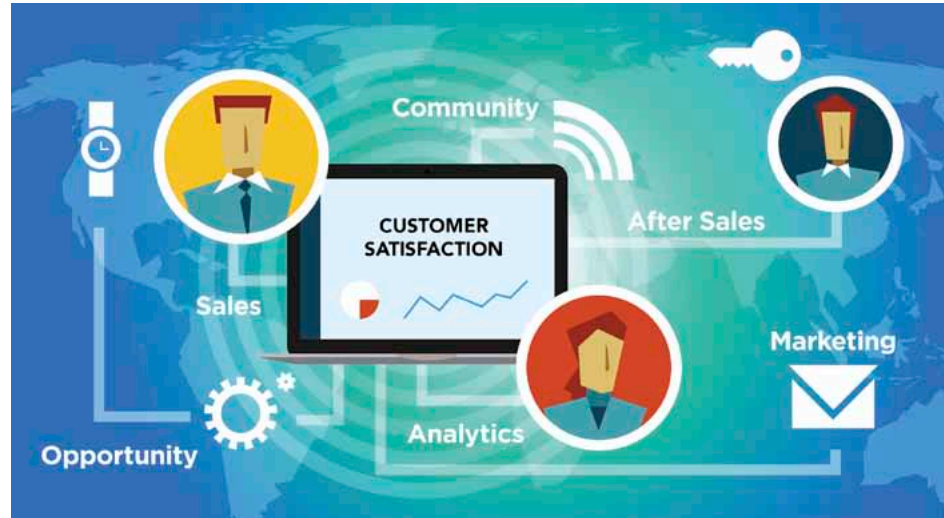 Community
CUSTOMER
SATISFACTION
After Sales
Sales
Marketing
Analytics
Opportunity